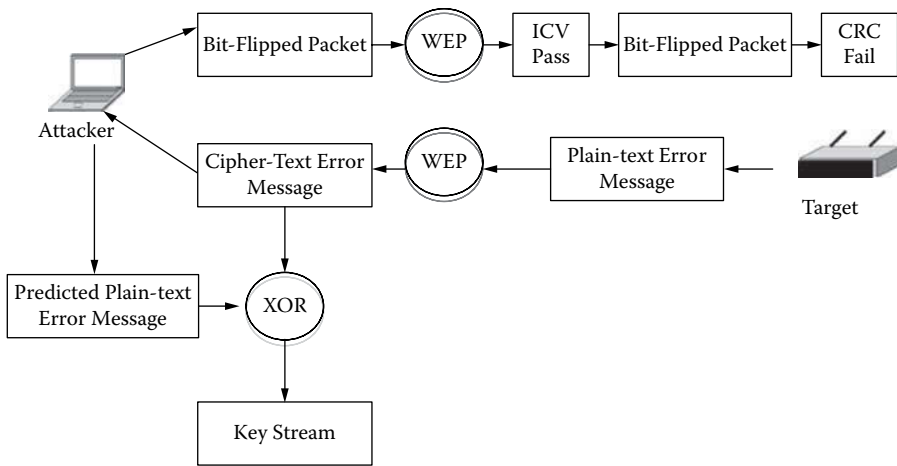 Bit-Flipped Packet
WEP
ICV
Pass
Bit-Flipped Packet
CRC
Fail
Attacker
Cipher-Text Error
Message
WEP
Plain-text Error
Message
Target
Predicted Plain-text
Error Message
XOR
Key Stream